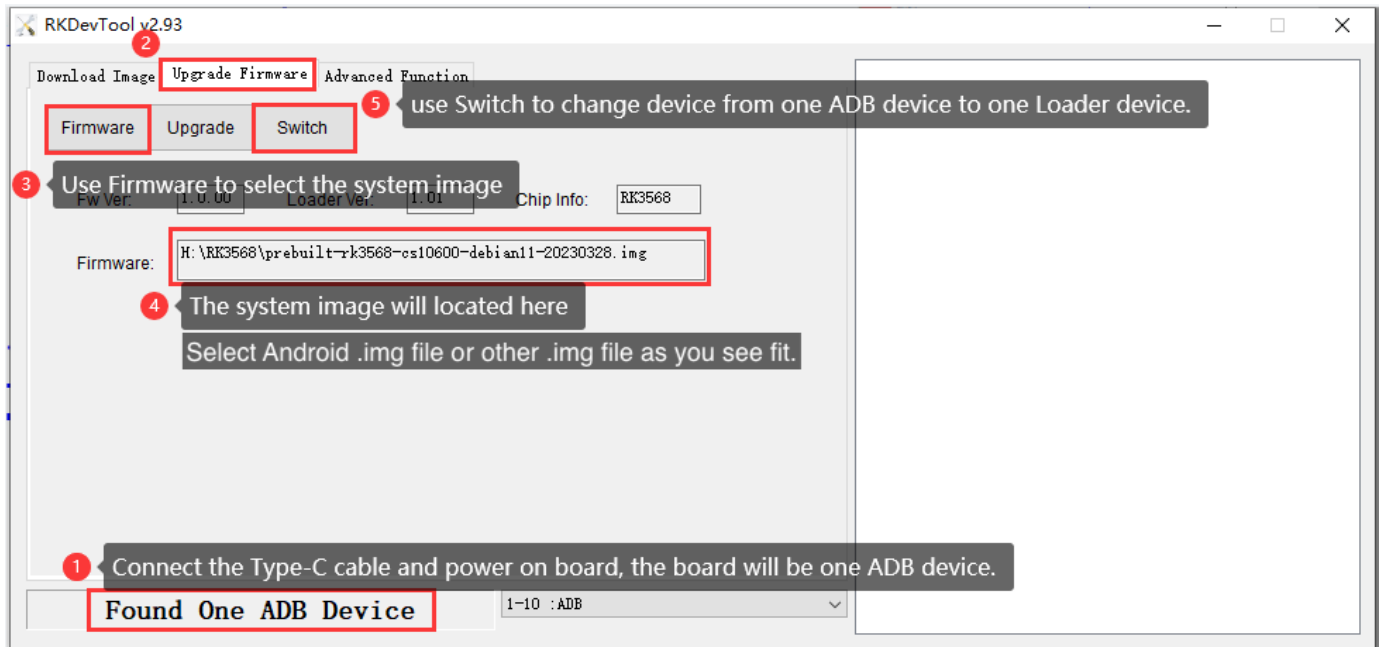 RKDevTool v2.93
2
Download Image Upgrade Firmware Advanced Function
5 use Switch to change device from one ADB device to one Loader device.
Firmware Upgrade Switch
3 Use Firmware to select the system image
Fw Ver: 1.0.00 Loader Ver: 1.01 Chip Info: RK3568
Firmware: H:\RK3568\prebuilt-rk3568-cs10600-debian11-20230328.img
4 The system image will located here
Select Android .img file or other .img file as you see fit.
1 Connect the Type-C cable and power on board, the board will be one ADB device.
Found One ADB Device 1-10 :ADB